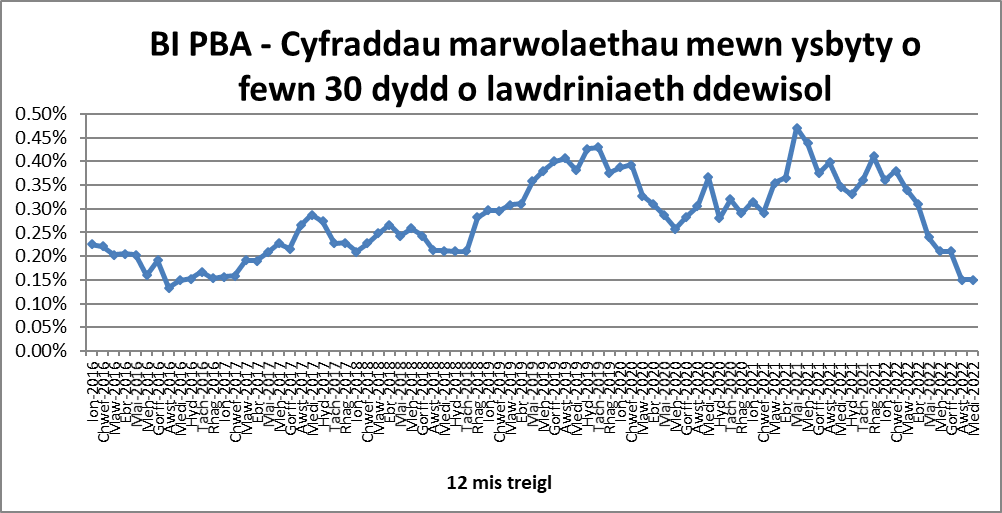 BI PBA - Cyfraddau marwolaethau mewn ysbyty o
fewn 30 dydd o lawdriniaeth ddewisol
0.50%
0.45%
0.40%
0.35%
0.30%
0.25%
0.20%
0.15%
0.10%
0.05%
0.00%
Ion-2016
Chwef-2016
Maw-2016
Ebr-2016
Mai-2016
Meh-2016
Gorff-2016
Awst-2016
Medi-2016
Hyd-2016
Tach-2016
Rhag-2016
Ion-2017
Chwef-2017
Maw-2017
Ebr-2017
Mai-2017
Meh-2017
Gorff-2017
Awst-2017
Medi-2017
Hyd-2017
Tach-2017
Rhag-2017
Ion-2018
Chwef-2018
Maw-2018
Ebr-2018
Mai-2018
Meh-2018
Gorff-2018
Awst-2018
Medi-2018
Hyd-2018
Tach-2018
Rhag-2018
Ion-2019
Chwef-2019
Maw-2019
Ebr-2019
Mai-2019
Meh-2019
Gorff-2019
Awst-2019
Medi-2019
Hyd-2019
Tach-2019
Rhag-2019
Ion-2020
Chwef-2020
Maw-2020
Ebr-2020
Mai-2020
Meh-2020
Gorff-2020
Awst-2020
Medi-2020
Hyd-2020
Tach-2020
Rhag-2020
Ion-2021
Chwef-2021
Maw-2021
Ebr-2021
Mai-2021
Meh-2021
Gorff-2021
Awst-2021
Medi-2021
Hyd-2021
Tach-2021
Rhag-2021
Ion-2022
Chwef-2022
Maw-2022
Ebr-2022
Mai-2022
Meh-2022
Gorff-2022
Awst-2022
Medi-2022
12 mis treigl